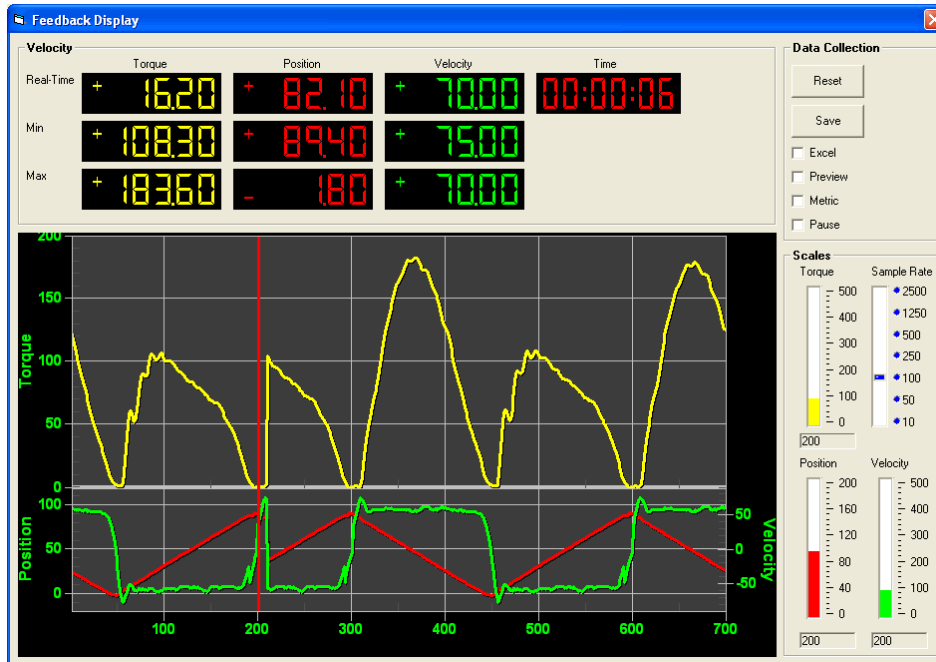 Feedback Display
Velocity
Torque Position Velocity Time
Real-Time + 16.20 + 82.10 + 70.00 00:00:06
Min + 108.30 + 89.40 + 75.00
Max + 183.60 - 1.80 + 70.00
Data Collection
Reset
Save
Excel
Preview
Metric
Pause
200
150
100
50
0
Torque
100
50
0
Position
50
0
-50
Velocity
100 200 300 400 500 600 700
Scales
Torque Sample Rate
500 2500
400 1250
300 500
200 250
100 100
0 50
10
200
Position Velocity
200 500
160 400
120 300
80 200
40 100
0 0
200 200